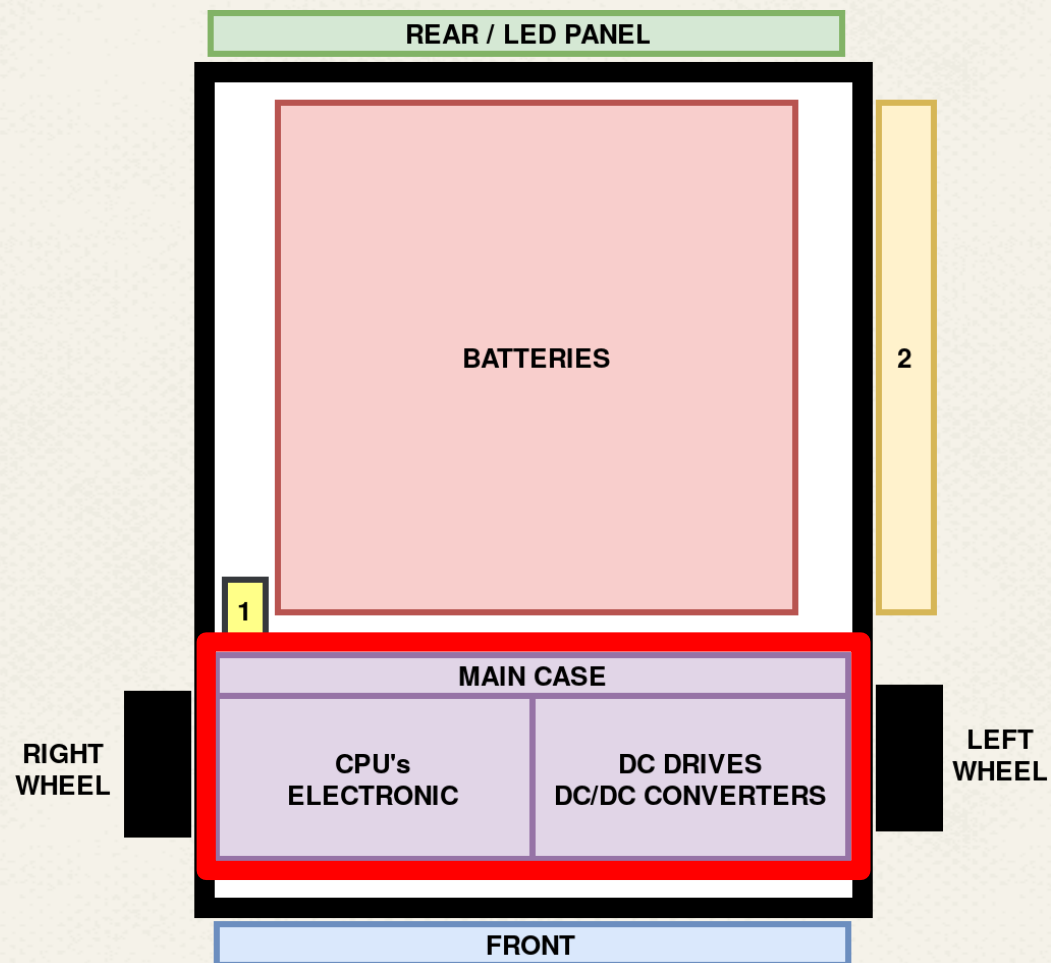 REAR / LED PANEL
BATTERIES
2
1
MAIN CASE
CPU's
ELECTRONIC
DC DRIVES
DC/DC CONVERTERS
RIGHT
WHEEL
LEFT
WHEEL
FRONT